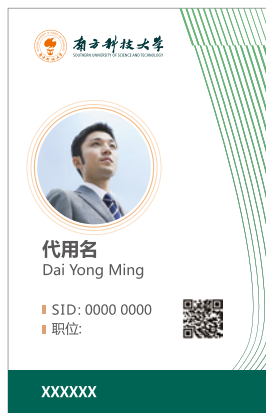 南方科技大学
SOUTHERN UNIVERSITY OF SCIENCE AND TECHNOLOGY
代用名
Dai Yong Ming
SID: 0000 0000
职位:
XXXXXX